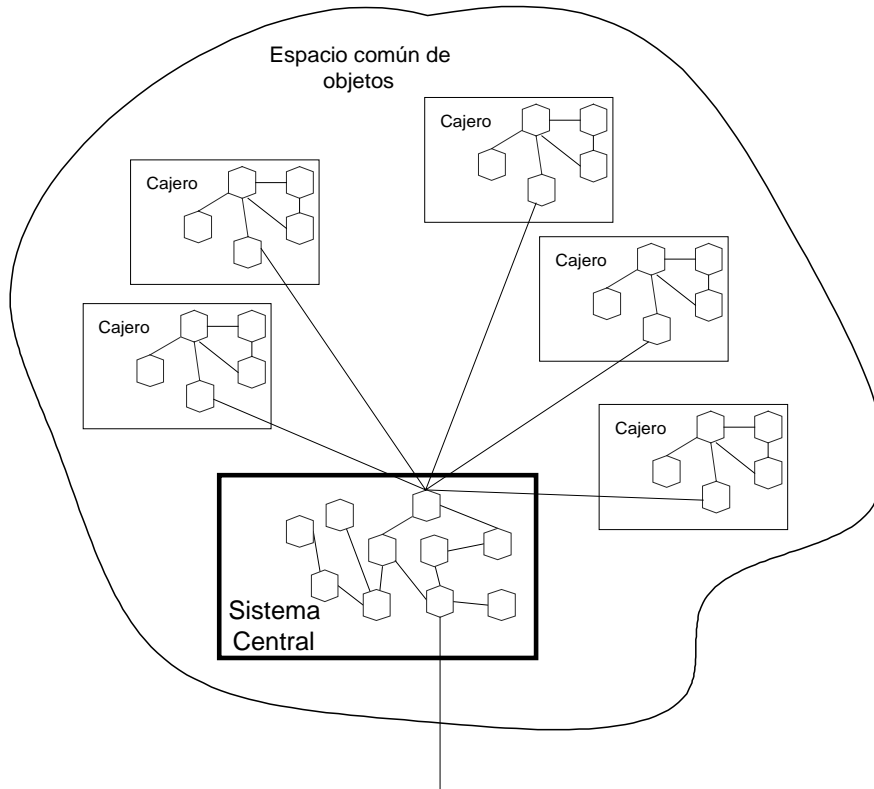 Espacio común de
objetos
Cajero
Cajero
Cajero
Cajero
Cajero
Sistema
Central